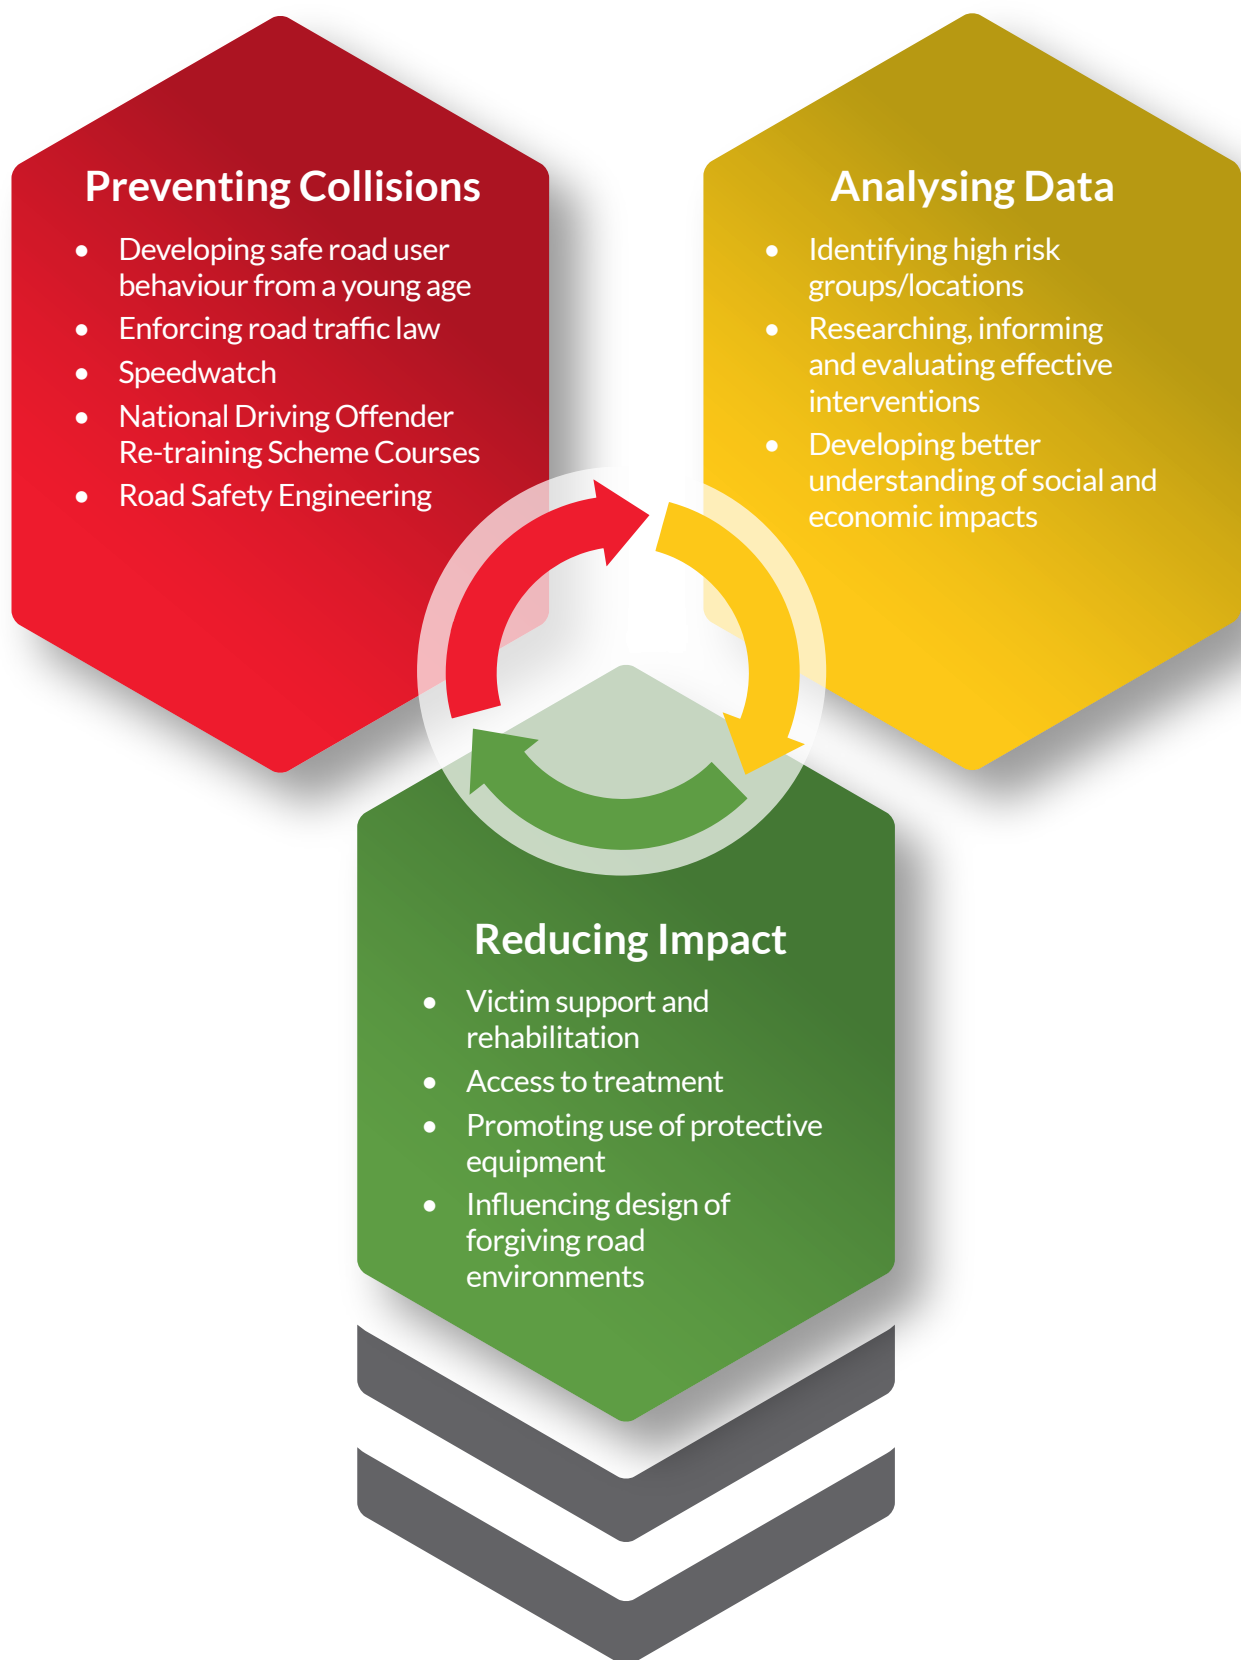 Preventing Collisions
• Developing safe road user
behaviour from a young age
• Enforcing road traffic law
• Speedwatch
• National Driving Offender
Re-training Scheme Courses
• Road Safety Engineering
Analysing Data
• Identifying high risk
groups/locations
• Researching, informing
and evaluating effective
interventions
• Developing better
understanding of social and
economic impacts
Reducing Impact
• Victim support and
rehabilitation
• Access to treatment
• Promoting use of protective
equipment
• Influencing design of
forgiving road
environments